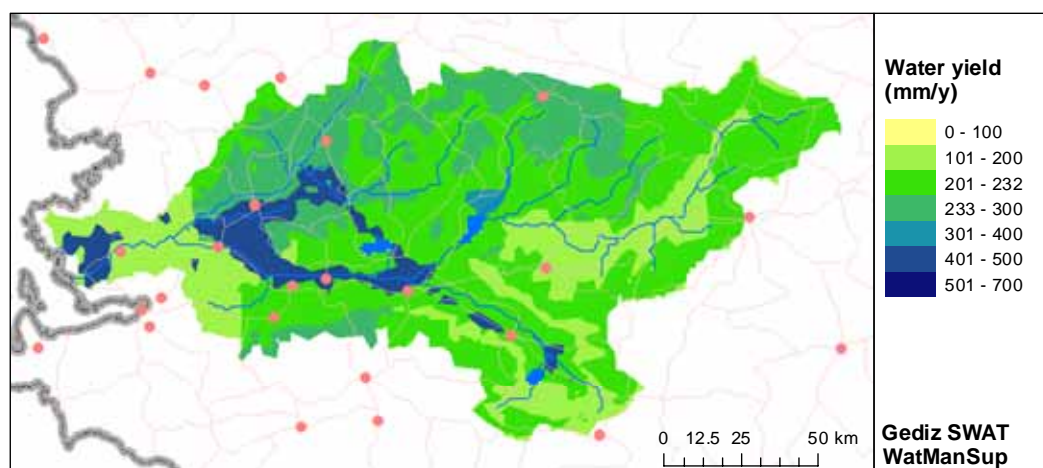 Water yield
(mm/y)
0 - 100
101 - 200
201 - 232
233 - 300
301 - 400
401 - 500
501 - 700
0 12.5 25 50 km
Gediz SWAT
WatManSup